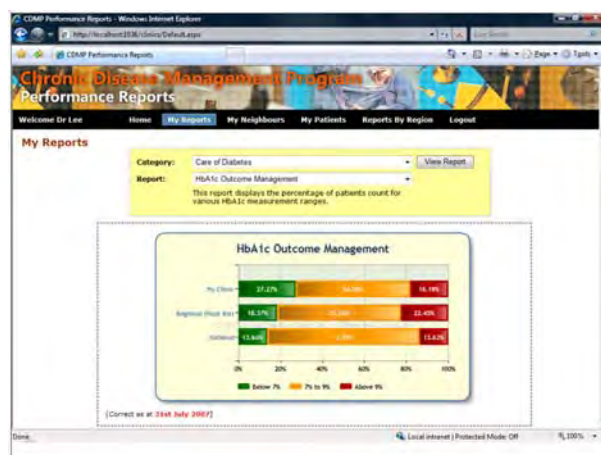 CDMP Performance Reports - Windows Internet Explorer
http://localhost:1036/clinics/Default.aspx
CDMP Performance Reports
Page Tools
Chronic Disease Management Program
Performance Reports
Welcome Dr Lee Home My Reports My Neighbours My Patients Reports By Region Logout
My Reports
Category: Care of Diabetes View Report
Report: HbA1c Outcome Management
This report displays the percentage of patients count for
various HbA1c measurement ranges.
HbA1c Outcome Management
My Clinic 27.27% 18.18%
18.37% 22.45%
National 13.64% 13.63%
0% 20% 40% 60% 80% 100%
Below 7% 7% to 9% Above 9%
[Correct as at 31st July 2007]
Done Local intranet | Protected Mode: Off 100%